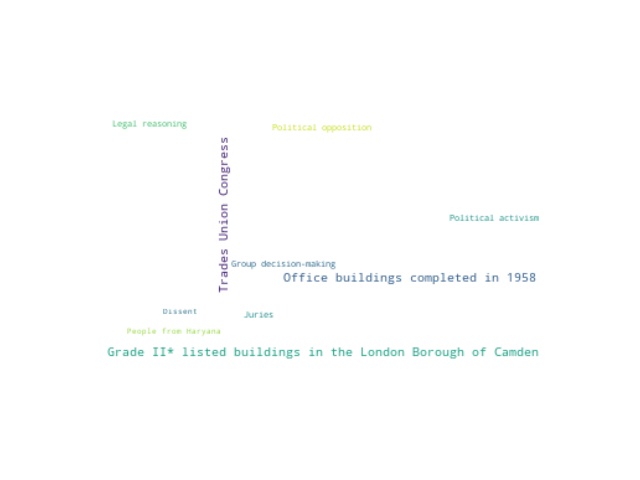 Legal reasoning
Political opposition
Trades Union Congress
Political activism
Group decision-making
Office buildings completed in 1958
Dissent
Juries
People from Haryana
Grade II* listed buildings in the London Borough of Camden